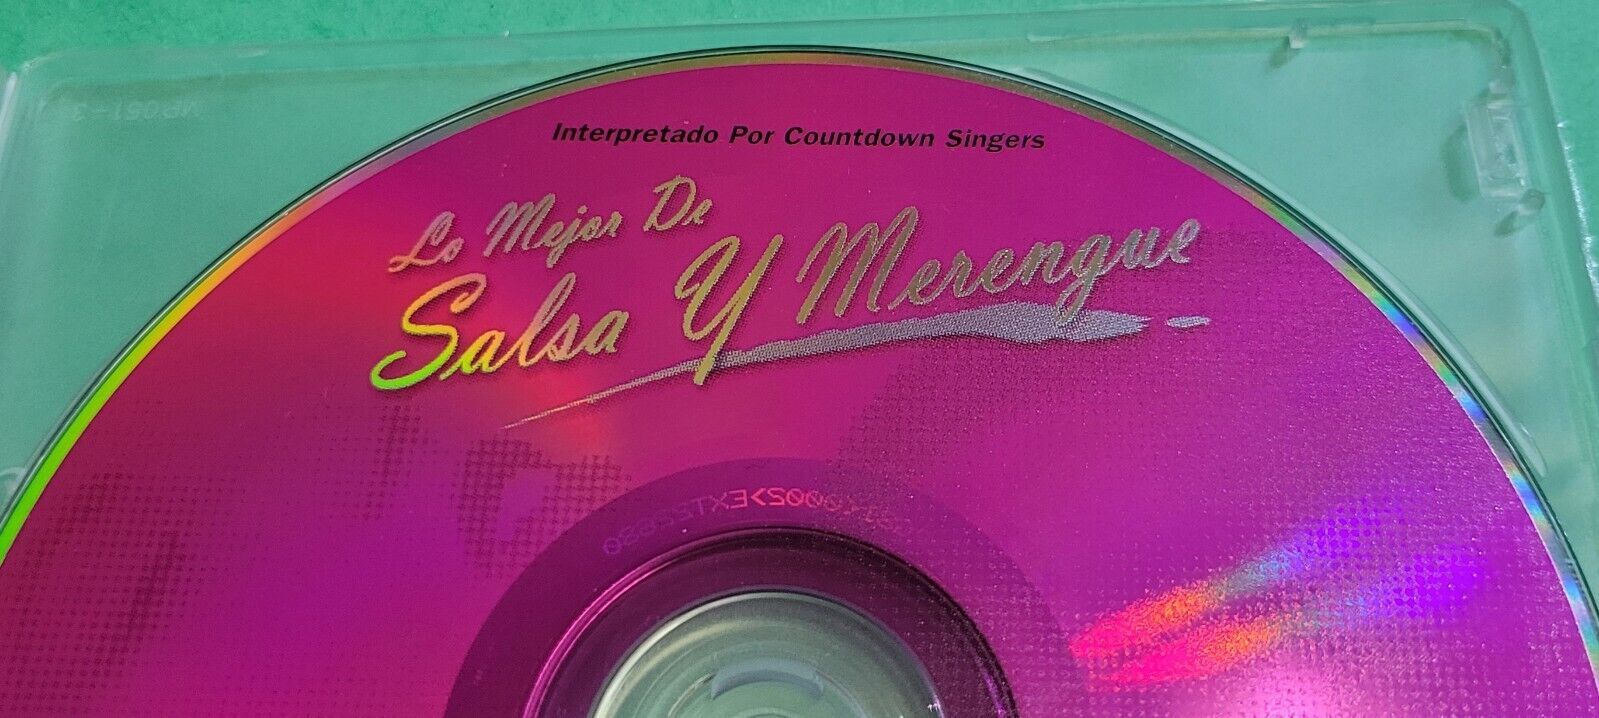 Interpretado Por Countdown Singers
Lo Mejor De
Salsa Y Merengue